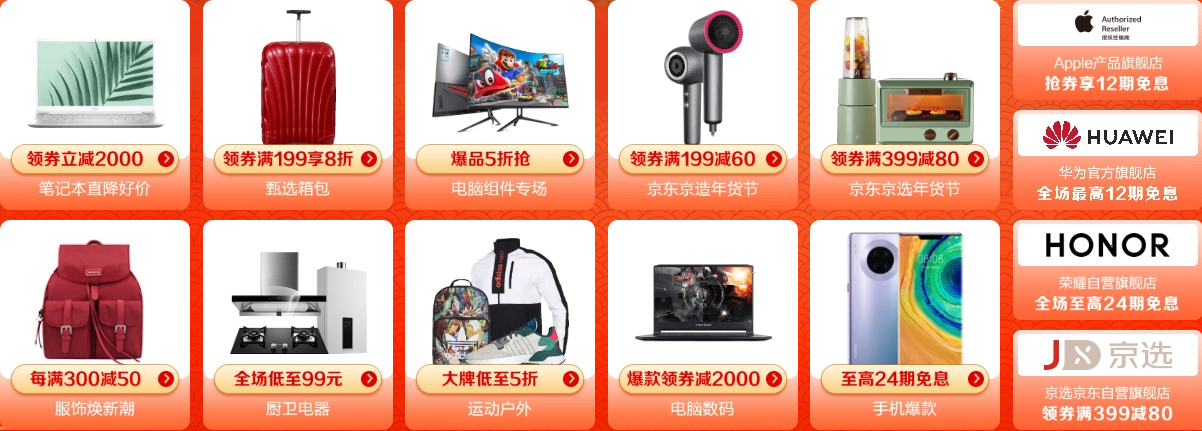 领券立减2000
笔记本直降好价
领券满199享8折
甄选箱包
爆品5折抢
电脑组件专场
领券满199减60
京东京造年货节
领券满399减80
京东京选年货节
Authorized
Reseller
授权经销商
Apple产品旗舰店
抢券享12期免息
HUAWEI
华为官方旗舰店
全场最高12期免息
每满300减50
服饰焕新潮
全场低至99元
厨卫电器
大牌低至5折
运动户外
爆款领券减2000
电脑数码
08:08
至高24期免息
手机爆款
HONOR
荣耀自营旗舰店
全场至高24期免息
JD京选
京选京东自营旗舰店
领券满399减80